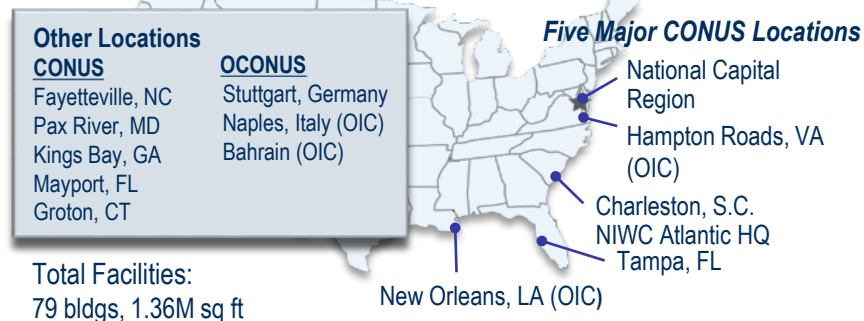 Other Locations
CONUS
Fayetteville, NC
Pax River, MD
Kings Bay, GA
Mayport, FL
Groton, CT
OCONUS
Stuttgart, Germany
Naples, Italy (OIC)
Bahrain (OIC)
Total Facilities:
79 bldgs, 1.36M sq ft
Five Major CONUS Locations
National Capital
Region
Hampton Roads, VA
(OIC)
Charleston, S.C.
NIWC Atlantic HQ
Tampa, FL
New Orleans, LA (OIC)